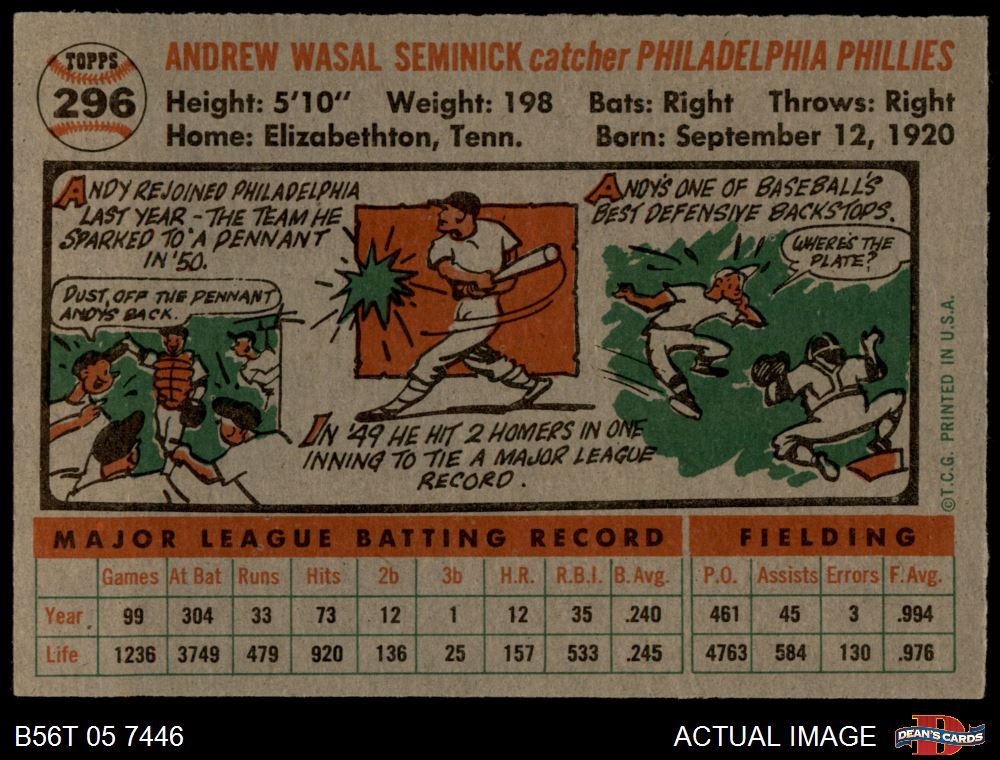 TOPPS
296
ANDREW WASAL SEMINICK catcher PHILADELPHIA PHILLIES
Height: 5'10" Weight: 198 Bats: Right Throws: Right
Home: Elizabethton, Tenn. Born: September 12, 1920
ANDY REJOINED PHILADELPHIA
LAST YEAR - THE TEAM HE
SPARKED TO A PENNANT
IN '50.
DUST OFF THE PENNANT
ANDY'S BACK.
IN '49 HE HIT 2 HOMERS IN ONE
INNING TO TIE A MAJOR LEAGUE
RECORD.
ANDY'S ONE OF BASEBALL'S
BEST DEFENSIVE BACKSTOPS.
WHERE'S THE
PLATE?
©T.C.G. PRINTED IN U.S.A.
MAJOR LEAGUE BATTING RECORD FIELDING
Games At Bat Runs Hits 2b 3b H.R. R.B.I. B. Avg. P.O. Assists Errors F. Avg.
Year 99 304 33 73 12 1 12 35 .240 461 45 3 .994
Life 1236 3749 479 920 136 25 157 533 .245 4763 584 130 .976
B56T 05 7446 ACTUAL IMAGE
D
DEAN'S CARDS